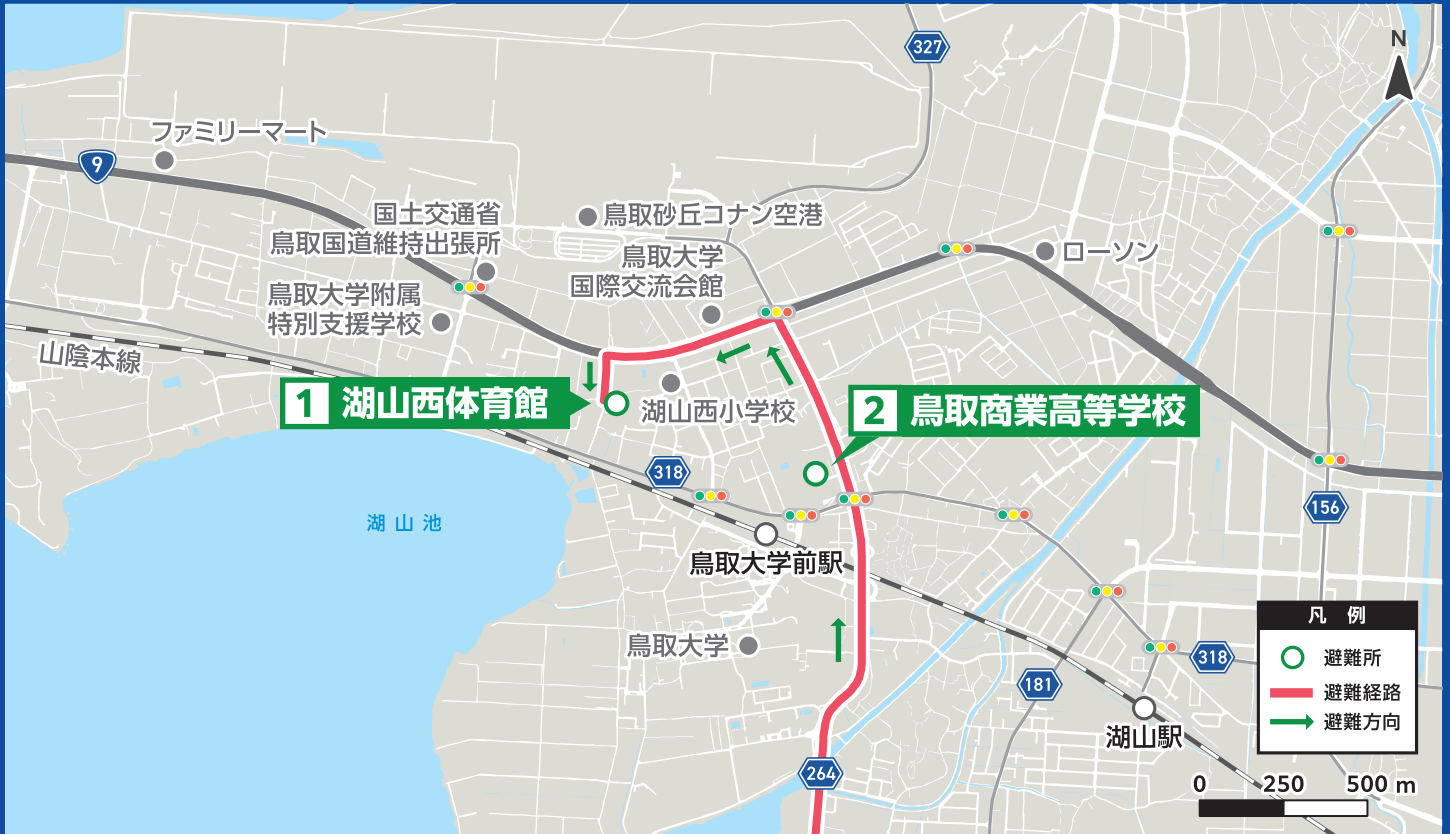 327
N
ファミリーマート
9
国土交通省
鳥取国道維持出張所
鳥取砂丘コナン空港
鳥取大学
国際交流会館
ローソン
鳥取大学附属
特別支援学校
山陰本線
1 湖山西体育館
湖山西小学校
2 鳥取商業高等学校
318
156
湖山池
鳥取大学前駅
鳥取大学
凡例
避難所
避難経路
避難方向
318
181
湖山駅
264
0 250 500 m